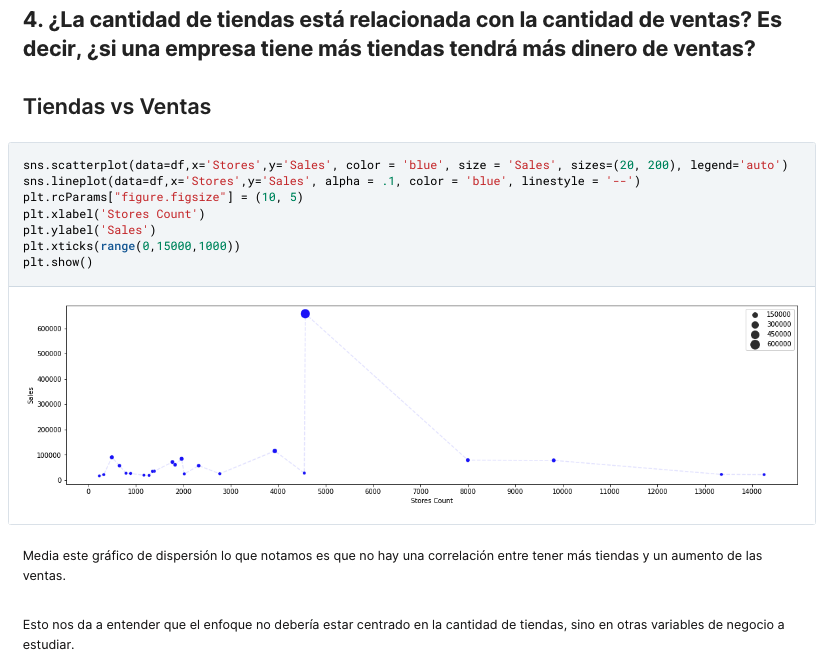 4. ¿La cantidad de tiendas está relacionada con la cantidad de ventas? Es
decir, ¿si una empresa tiene más tiendas tendrá más dinero de ventas?
Tiendas vs Ventas
sns.scatterplot(data=df,x='Stores',y='Sales', color = 'blue', size = 'Sales', sizes=(20, 200), legend='auto')
sns.lineplot(data=df,x='Stores',y='Sales', alpha = .1, color = 'blue', linestyle = '--')
plt.rcParams["figure.figsize"] = (10, 5)
plt.xlabel('Stores Count')
plt.ylabel('Sales')
plt.xticks(range(0,15000,1000))
plt.show()
150000
300000
450000
600000
600000
500000
400000
300000
200000
100000
0
Sales
0 1000 2000 3000 4000 5000 6000 7000 8000 9000 10000 11000 12000 13000 14000
Stores Count
Media este gráfico de dispersión lo que notamos es que no hay una correlación entre tener más tiendas y un aumento de las
ventas.
Esto nos da a entender que el enfoque no debería estar centrado en la cantidad de tiendas, sino en otras variables de negocio a
estudiar.